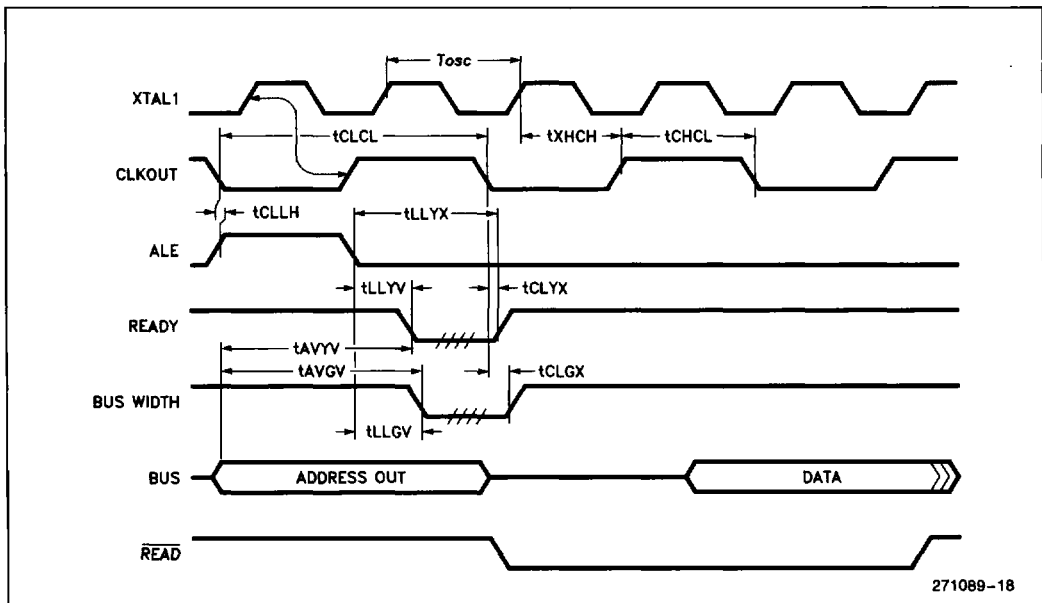 Tosc
XTAL1
tCLCL
tXHCH
tCHCL
CLKOUT
tCLLH
tLLYX
ALE
tLLYV
tCLYX
READY
tAVYV
tAVGV
tCLGX
BUS WIDTH
tLLGV
BUS
ADDRESS OUT
DATA
READ
271089-18